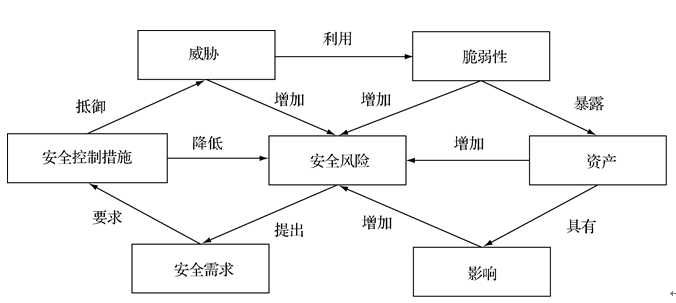 利用
威胁
脆弱性
抵御
增加
增加
暴露
安全控制措施
降低
安全风险
增加
资产
要求
提出
增加
具有
安全需求
影响